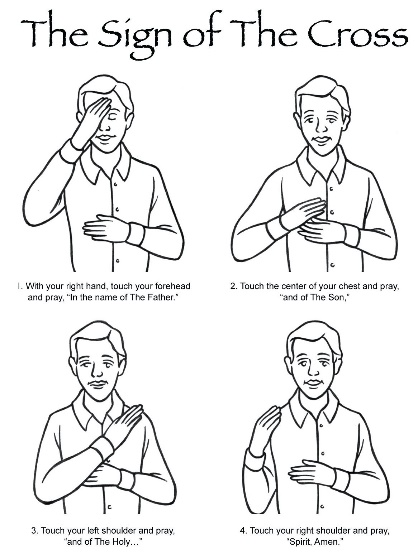 The Sign of The Cross
1. With your right hand, touch your forehead
and pray, "In the name of The Father."
2. Touch the center of your chest and pray,
"and of The Son,"
3. Touch your left shoulder and pray,
"and of The Holy…"
4. Touch your right shoulder and pray,
"Spirit, Amen."